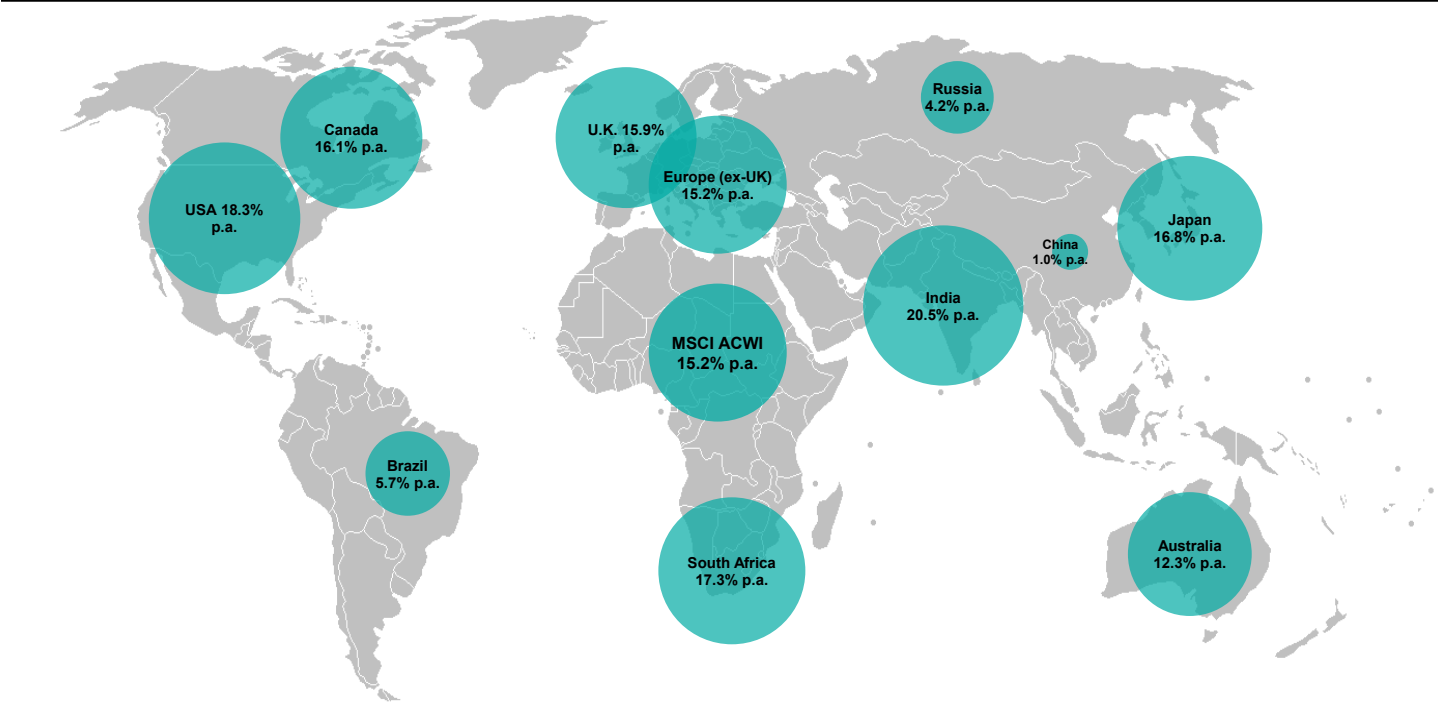 Russia
4.2% p.a.
Canada
16.1% p.a.
U.K. 15.9%
p.a.
Europe (ex-UK)
15.2% p.a.
USA 18.3%
p.a.
Japan
16.8% p.a.
China
1.0% p.a.
India
20.5% p.a.
MSCI ACWI
15.2% p.a.
Brazil
5.7% p.a.
South Africa
17.3% p.a.
Australia
12.3% p.a.